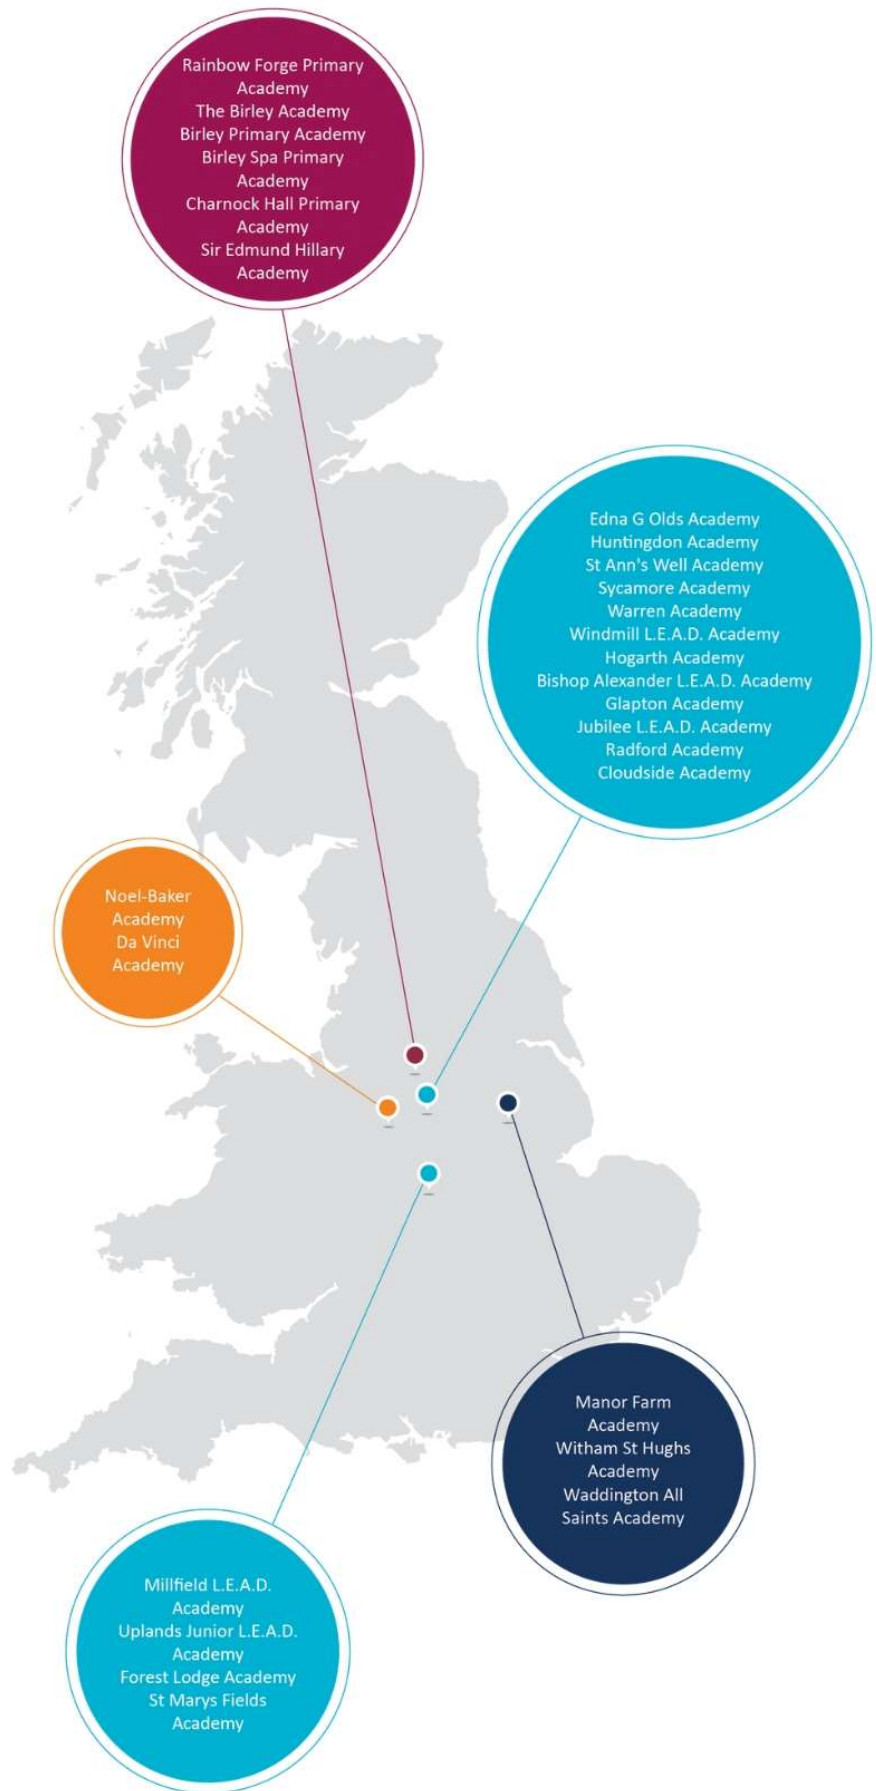 Rainbow Forge Primary
Academy
The Birley Academy
Birley Primary Academy
Birley Spa Primary
Academy
Charnock Hall Primary
Academy
Sir Edmund Hillary
Academy
Edna G Olds Academy
Huntingdon Academy
St Ann's Well Academy
Sycamore Academy
Warren Academy
Windmill L.E.A.D. Academy
Hogarth Academy
Bishop Alexander L.E.A.D. Academy
Glapton Academy
Jubilee L.E.A.D. Academy
Radford Academy
Cloudside Academy
Noel-Baker
Academy
Da Vinci
Academy
Manor Farm
Academy
Witham St Hughs
Academy
Waddington All
Saints Academy
Millfield L.E.A.D.
Academy
Uplands Junior L.E.A.D.
Academy
Forest Lodge Academy
St Marys Fields
Academy